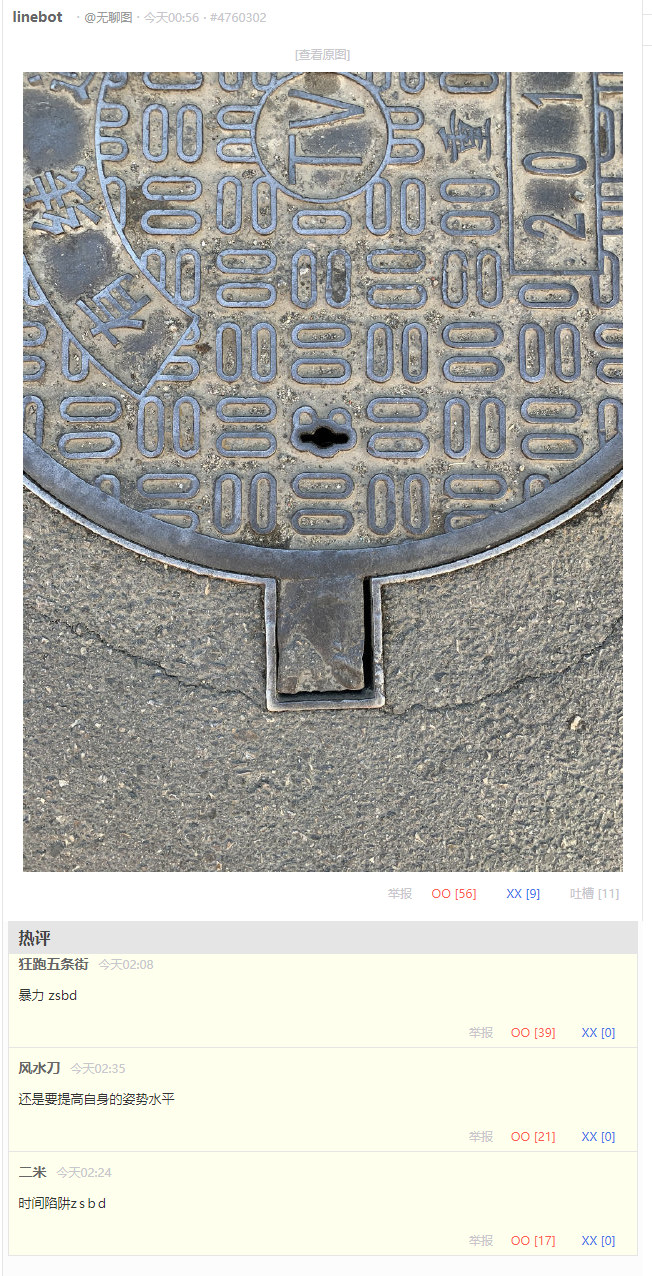 linebot · @无聊图 · 今天00:56 · #4760302
[查看原图]
有线
TV
重
201
举报 OO [56] XX [9] 吐槽 [11]
热评
狂跑五条街 今天02:08
暴力 zsbd
举报 OO [39] XX [0]
风水刀 今天02:35
还是要提高自身的姿势水平
举报 OO [21] XX [0]
二米 今天02:24
时间陷阱z s b d
举报 OO [17] XX [0]